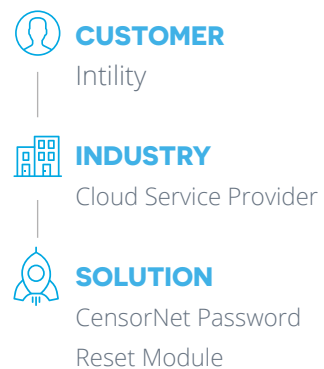 CUSTOMER
Intility
INDUSTRY
Cloud Service Provider
SOLUTION
CensorNet Password
Reset Module